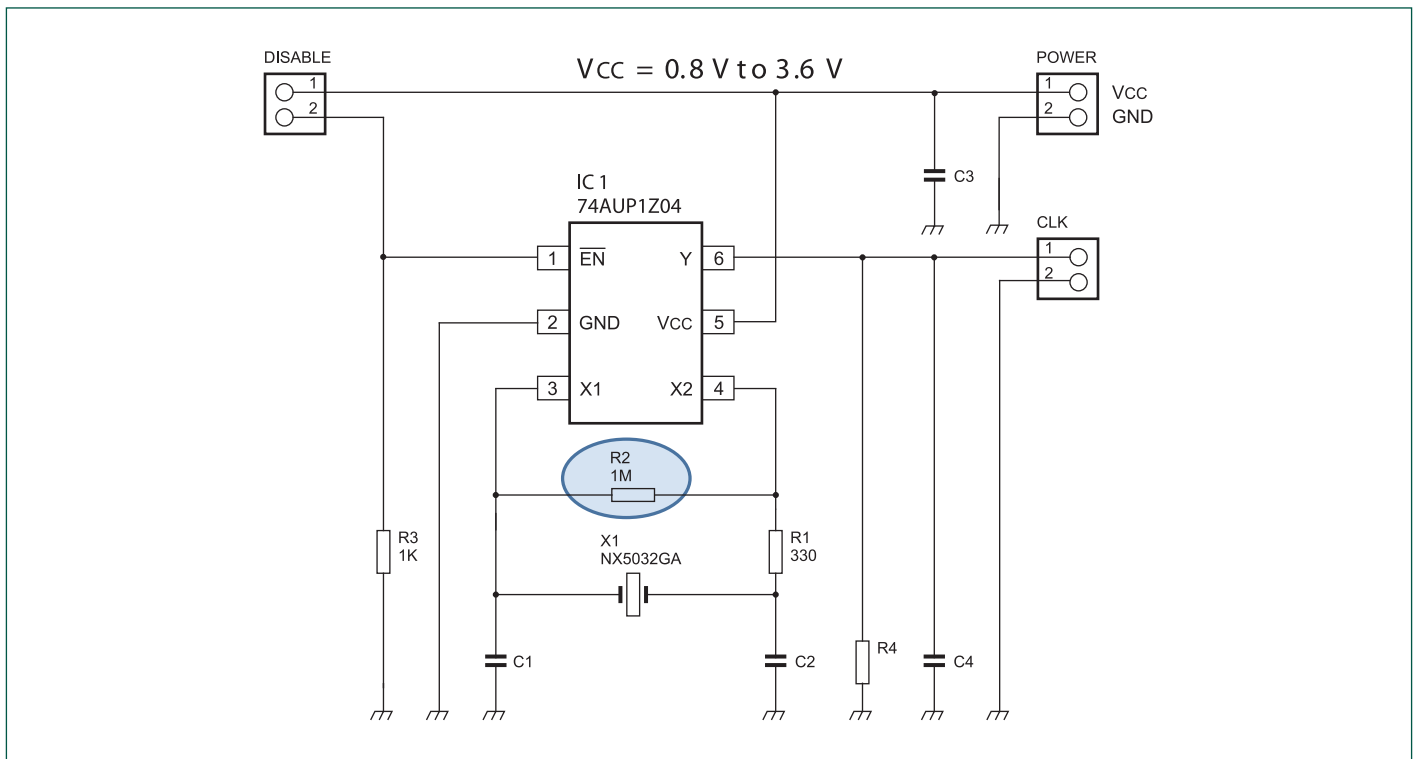 DISABLE
1
2
VCC = 0.8 V to 3.6 V
POWER
1
2
VCC
GND
C3
IC 1
74AUP1Z04
CLK
1
2
1
EN
Y
6
2
GND
VCC
5
3
X1
X2
4
R2
1M
R3
1K
X1
NX5032GA
R1
330
C1
C2
R4
C4